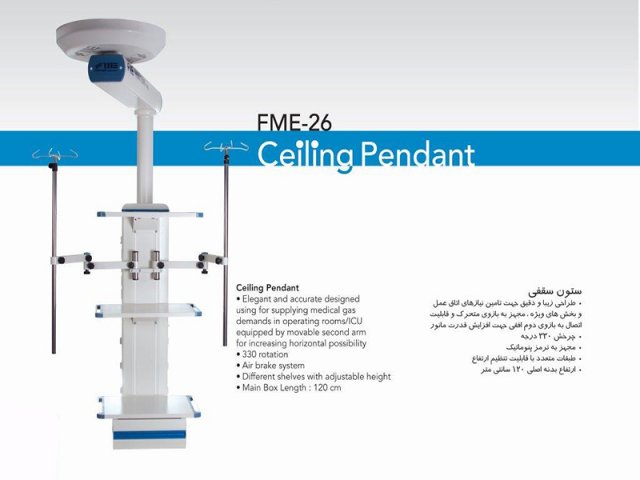 FME
FME-26
Ceiling Pendant
Ceiling Pendant
• Elegant and accurate designed
using for supplying medical gas
demands in operating rooms/ICU
equipped by movable second arm
for increasing horizontal possibility
• 330 rotation
• Air brake system
• Different shelves with adjustable height
• Main Box Length : 120 cm
ستون سقفی
• طراحی زیبا و دقیق جهت تامین نیازهای اتاق عمل
و بخش های ویژه ، مجهز به بازوی متحرک و قابلیت
اتصال به بازوی دوم افقی جهت افزایش قدرت مانور
• چرخش ۳۳۰ درجه
• مجهز به ترمز پنوماتیک
• طبقات متعدد با قابلیت تنظیم ارتفاع
• ارتفاع بدنه اصلی ۱۲۰ سانتی متر